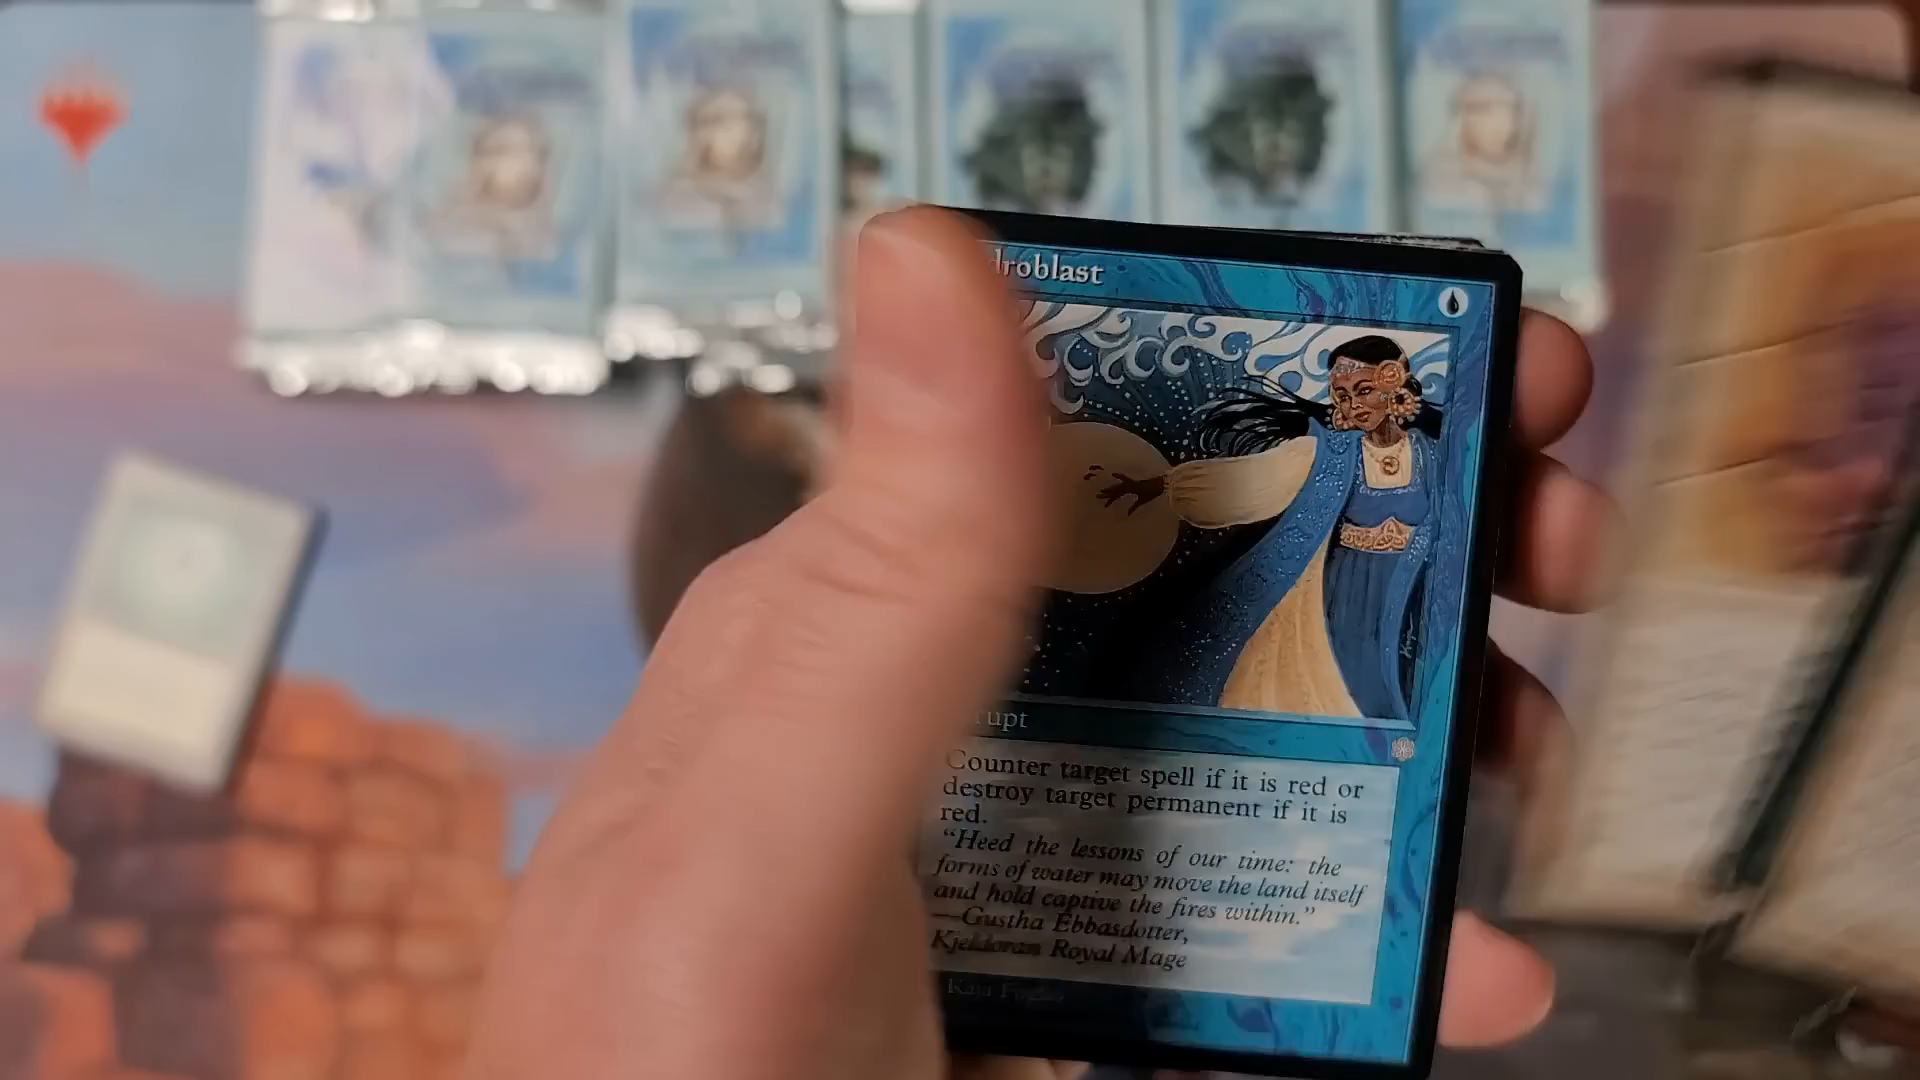 droblast
rupt
Counter target spell if it is red or
destroy target permanent if it is
red.
"Heed the lessons of our time: the
forms of water may move the land itself
and hold captive the fires within."
—Gustha Ebbasdotter,
Kjeldoran Royal Mage
Kaja